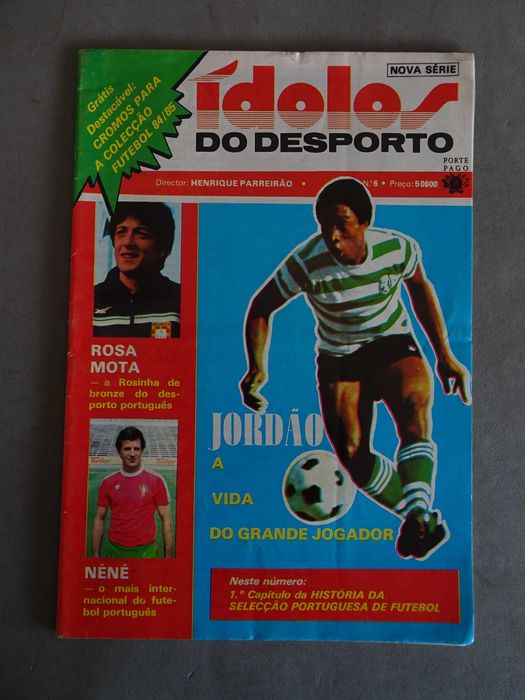 Grátis
Destacável:
CROMOS PARA
A COLECÇÃO
FUTEBOL 84/85
NOVA SÉRIE
ídolos
DO DESPORTO
PORTE
PAGO
Director: HENRIQUE PARREIRÃO • N.º 6 • Preço: 50$00
ROSA
MOTA
— a Rosinha de
bronze do des-
porto português
JORDÃO
A
VIDA
DO GRANDE JOGADOR
NÉNÉ
— o mais inter-
nacional do fute-
bol português
Neste número:
1.º Capítulo da HISTÓRIA DA
SELECÇÃO PORTUGUESA DE FUTEBOL